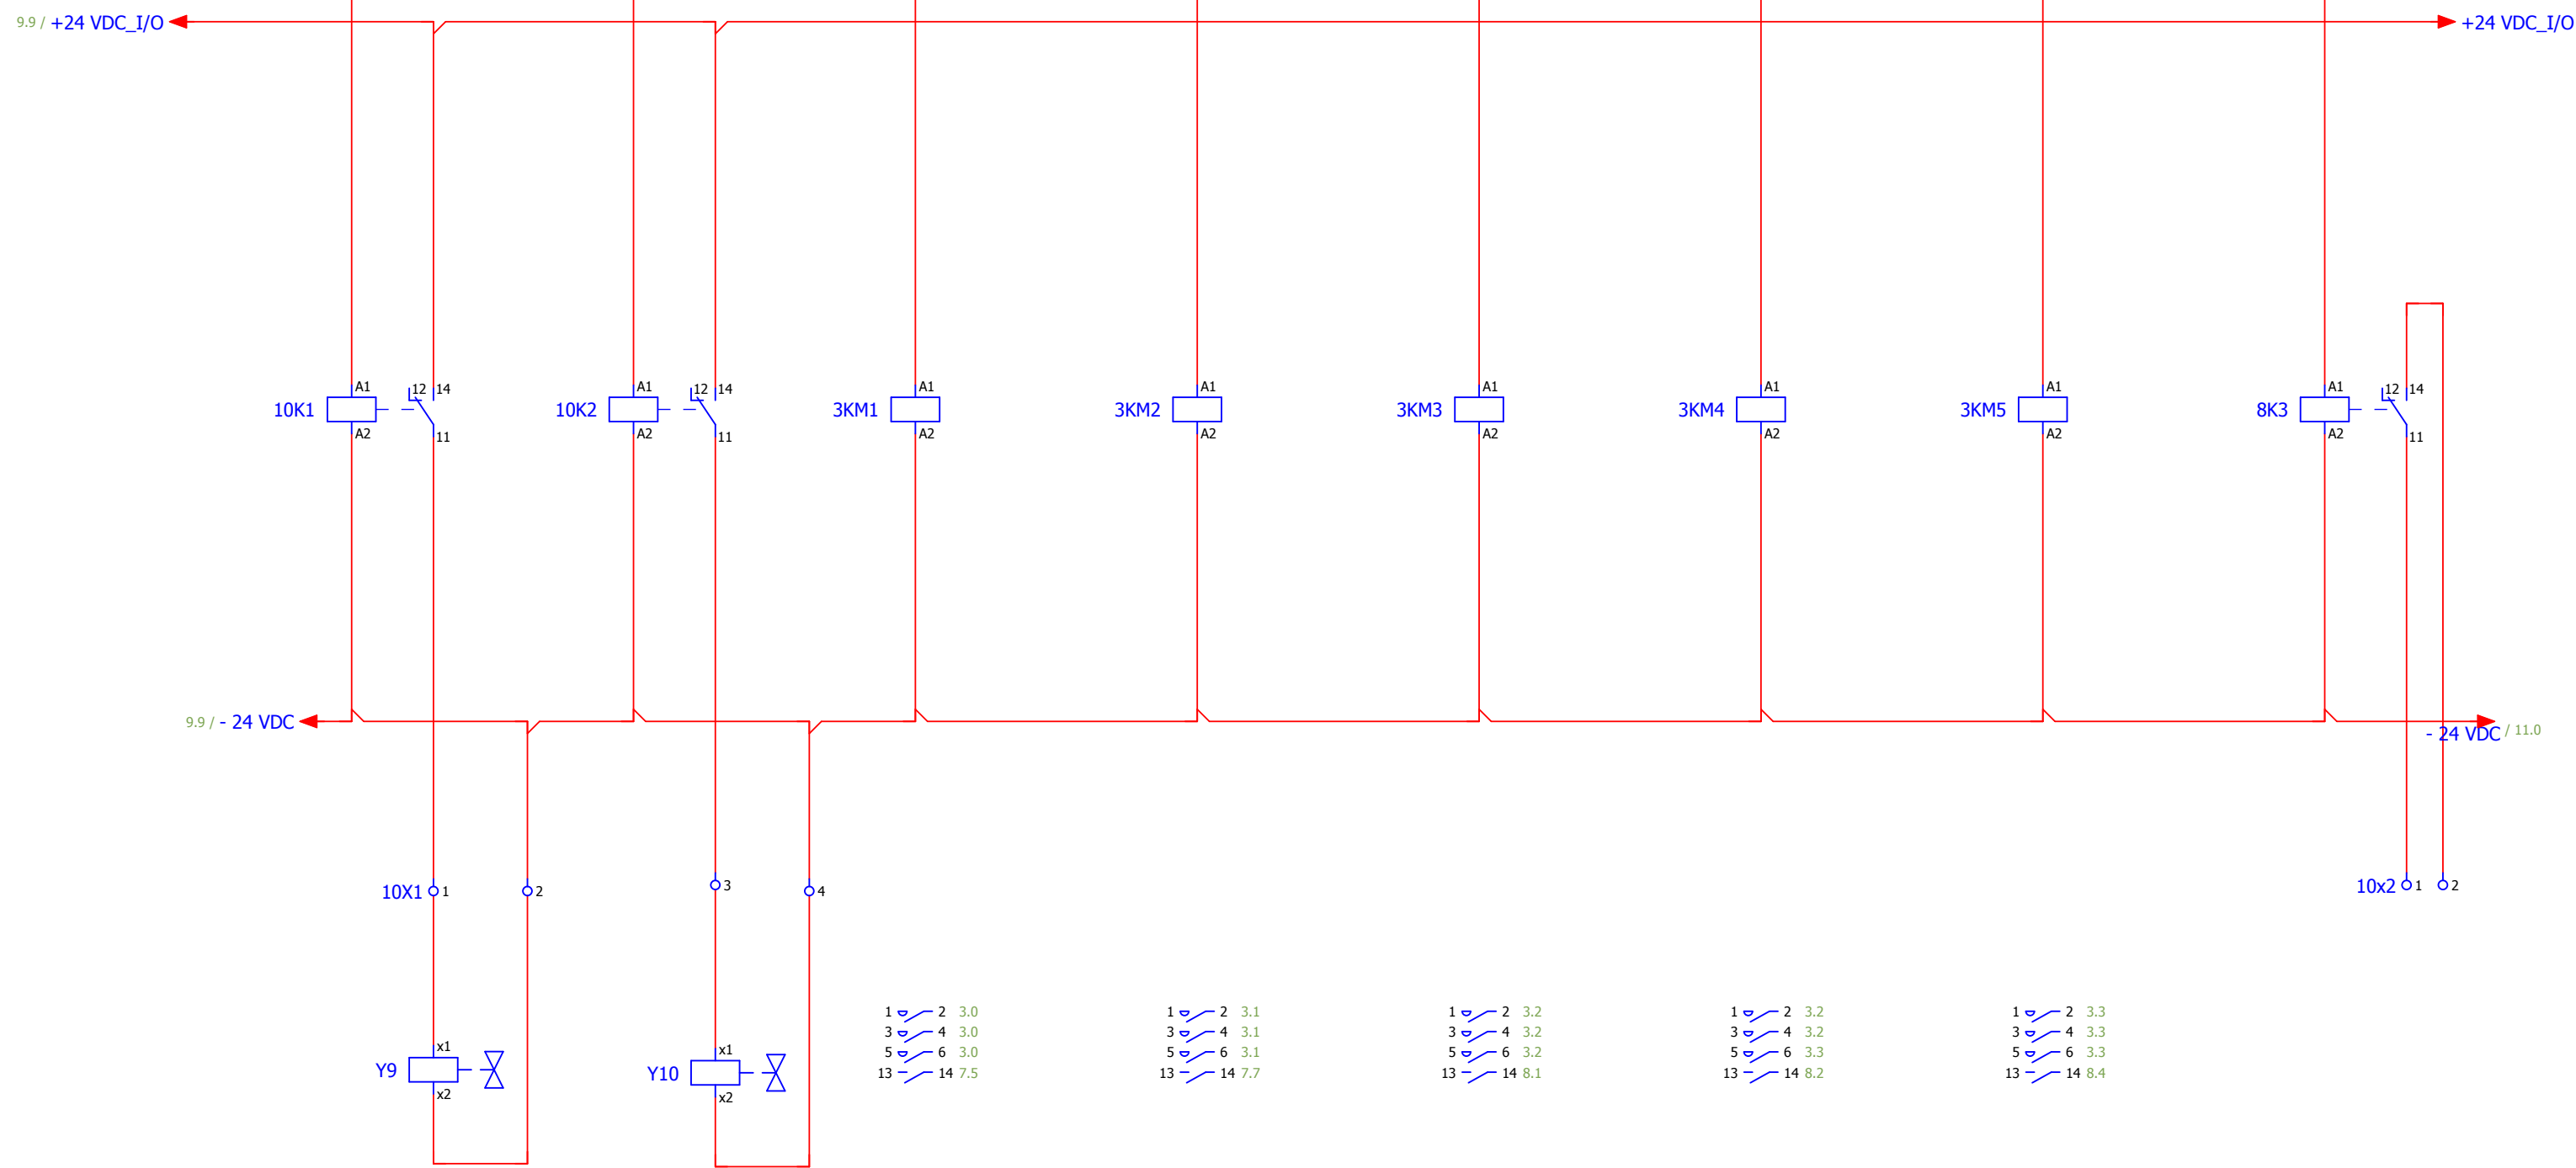 9.9 / +24 VDC_I/O +24 VDC_I/O
A1 12 14 A1 12 14 A1 A1 A1 A1 A1 A1 12 14
10K1 10K2 3KM1 3KM2 3KM3 3KM4 3KM5 8K3
A2 11 A2 11 A2 A2 A2 A2 A2 A2 11
9.9 / - 24 VDC - 24 VDC / 11.0
10X1 1 2 3 4 10x2 1 2
1 2 3.0 1 2 3.1 1 2 3.2 1 2 3.2 1 2 3.3
3 4 3.0 3 4 3.1 3 4 3.2 3 4 3.2 3 4 3.3
5 6 3.0 5 6 3.1 5 6 3.2 5 6 3.3 5 6 3.3
13 14 7.5 13 14 7.7 13 14 8.1 13 14 8.2 13 14 8.4
x1 x1
Y9 Y10
x2 x2